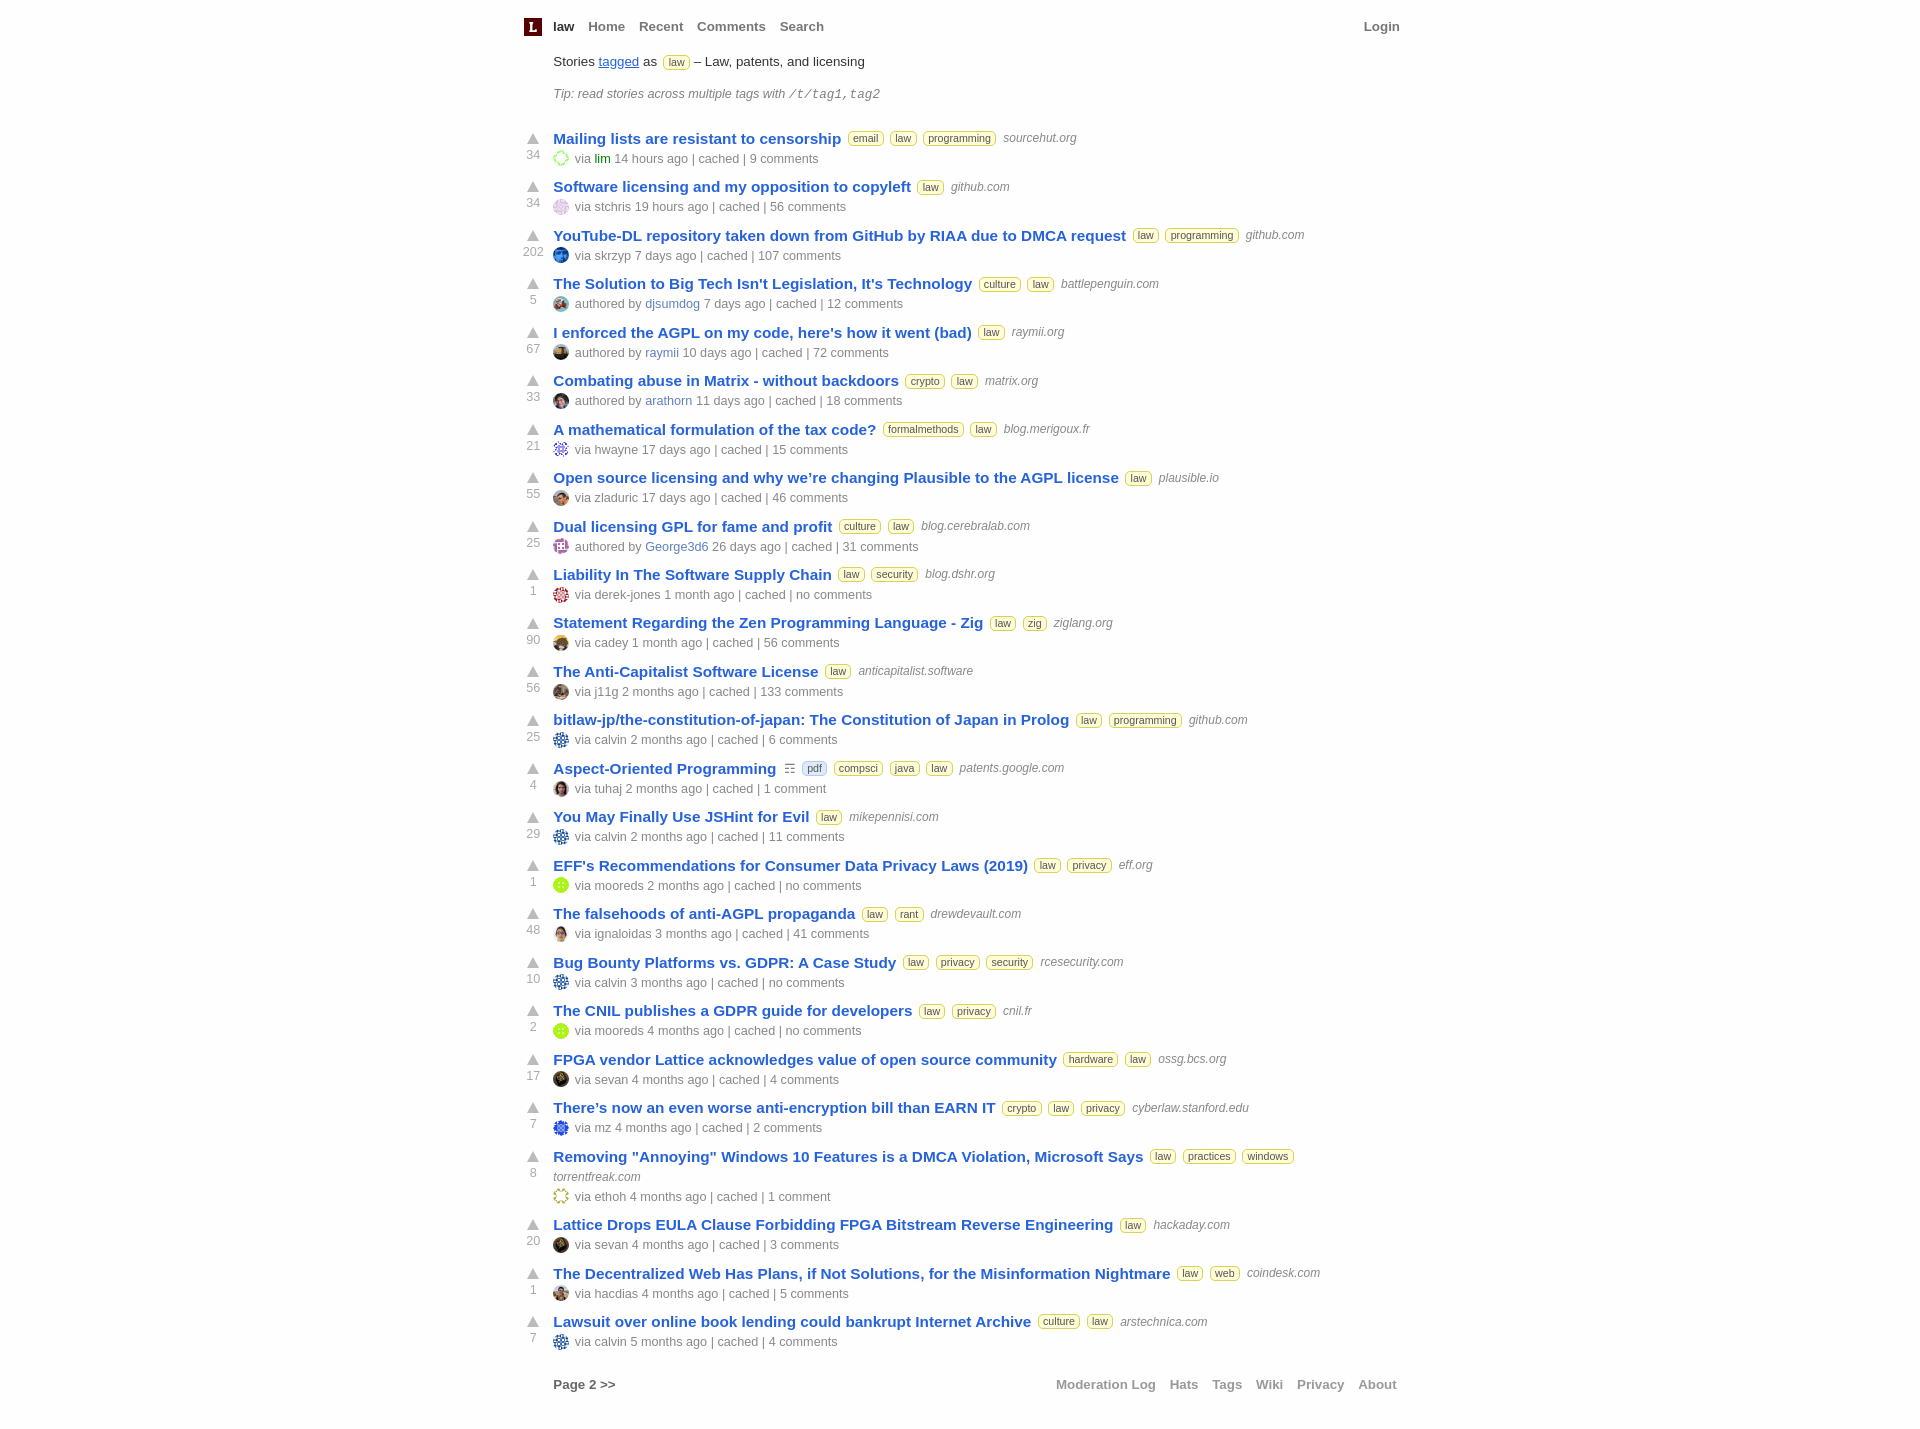 L law Home Recent Comments Search Login
Stories tagged as law – Law, patents, and licensing
Tip: read stories across multiple tags with /t/tag1,tag2
Mailing lists are resistant to censorship email law programming sourcehut.org
34 via lim 14 hours ago | cached | 9 comments
Software licensing and my opposition to copyleft law github.com
34 via stchris 19 hours ago | cached | 56 comments
YouTube-DL repository taken down from GitHub by RIAA due to DMCA request law programming github.com
202 via skrzyp 7 days ago | cached | 107 comments
The Solution to Big Tech Isn't Legislation, It's Technology culture law battlepenguin.com
5 authored by djsumdog 7 days ago | cached | 12 comments
I enforced the AGPL on my code, here's how it went (bad) law raymii.org
67 authored by raymii 10 days ago | cached | 72 comments
Combating abuse in Matrix - without backdoors crypto law matrix.org
33 authored by arathorn 11 days ago | cached | 18 comments
A mathematical formulation of the tax code? formalmethods law blog.merigoux.fr
21 via hwayne 17 days ago | cached | 15 comments
Open source licensing and why we’re changing Plausible to the AGPL license law plausible.io
55 via zladuric 17 days ago | cached | 46 comments
Dual licensing GPL for fame and profit culture law blog.cerebralab.com
25 authored by George3d6 26 days ago | cached | 31 comments
Liability In The Software Supply Chain law security blog.dshr.org
1 via derek-jones 1 month ago | cached | no comments
Statement Regarding the Zen Programming Language - Zig law zig ziglang.org
90 via cadey 1 month ago | cached | 56 comments
The Anti-Capitalist Software License law anticapitalist.software
56 via j11g 2 months ago | cached | 133 comments
bitlaw-jp/the-constitution-of-japan: The Constitution of Japan in Prolog law programming github.com
25 via calvin 2 months ago | cached | 6 comments
Aspect-Oriented Programming ☶ pdf compsci java law patents.google.com
4 via tuhaj 2 months ago | cached | 1 comment
You May Finally Use JSHint for Evil law mikepennisi.com
29 via calvin 2 months ago | cached | 11 comments
EFF's Recommendations for Consumer Data Privacy Laws (2019) law privacy eff.org
1 via mooreds 2 months ago | cached | no comments
The falsehoods of anti-AGPL propaganda law rant drewdevault.com
48 via ignaloidas 3 months ago | cached | 41 comments
Bug Bounty Platforms vs. GDPR: A Case Study law privacy security rcesecurity.com
10 via calvin 3 months ago | cached | no comments
The CNIL publishes a GDPR guide for developers law privacy cnil.fr
2 via mooreds 4 months ago | cached | no comments
FPGA vendor Lattice acknowledges value of open source community hardware law ossg.bcs.org
17 via sevan 4 months ago | cached | 4 comments
There’s now an even worse anti-encryption bill than EARN IT crypto law privacy cyberlaw.stanford.edu
7 via mz 4 months ago | cached | 2 comments
Removing "Annoying" Windows 10 Features is a DMCA Violation, Microsoft Says law practices windows
8 torrentfreak.com
via ethoh 4 months ago | cached | 1 comment
Lattice Drops EULA Clause Forbidding FPGA Bitstream Reverse Engineering law hackaday.com
20 via sevan 4 months ago | cached | 3 comments
The Decentralized Web Has Plans, if Not Solutions, for the Misinformation Nightmare law web coindesk.com
1 via hacdias 4 months ago | cached | 5 comments
Lawsuit over online book lending could bankrupt Internet Archive culture law arstechnica.com
7 via calvin 5 months ago | cached | 4 comments
Page 2 >> Moderation Log Hats Tags Wiki Privacy About